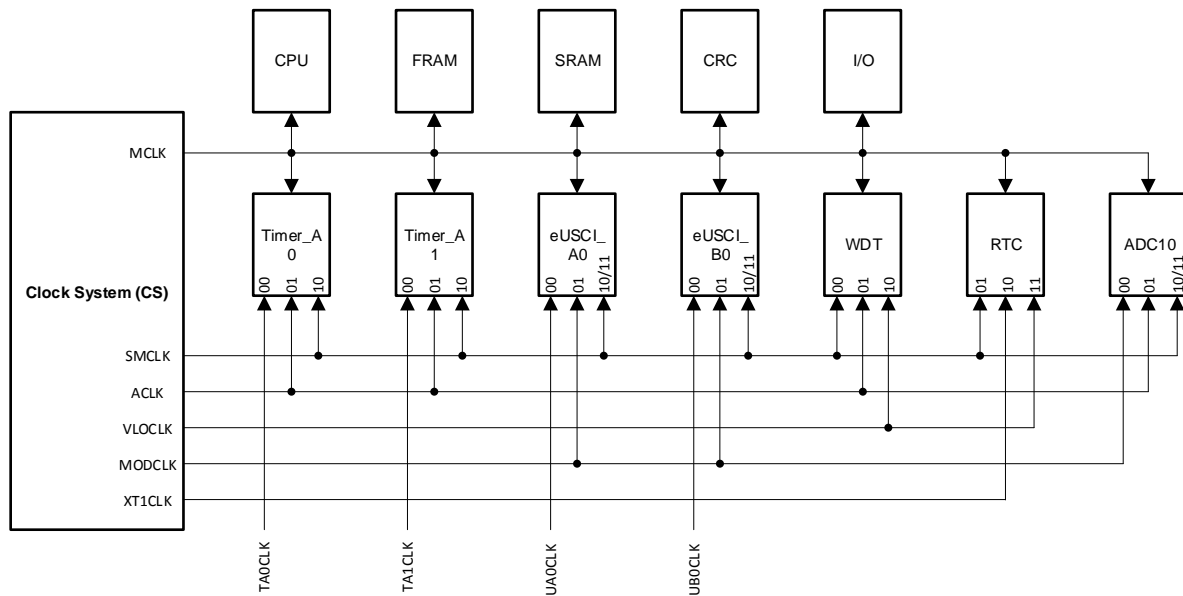 CPU
FRAM
SRAM
CRC
I/O
MCLK
Timer_A
0
Timer_A
1
eUSCI_
A0
eUSCI_
B0
WDT
RTC
ADC10
00
01
10
00
01
10
00
01
10/11
00
01
10/11
00
01
10
01
10
11
00
01
10/11
Clock System (CS)
SMCLK
ACLK
VLOCLK
MODCLK
XT1CLK
TA0CLK
TA1CLK
UA0CLK
UB0CLK